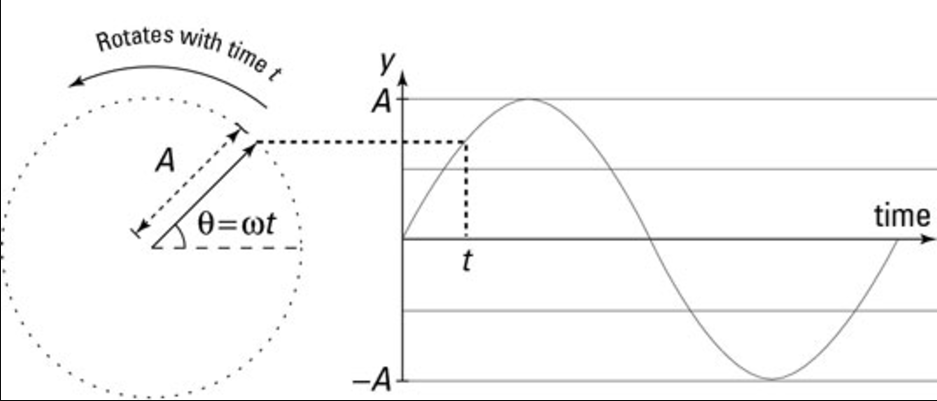 Rotates with time t
A
θ=ωt
y
A
time
t
–A